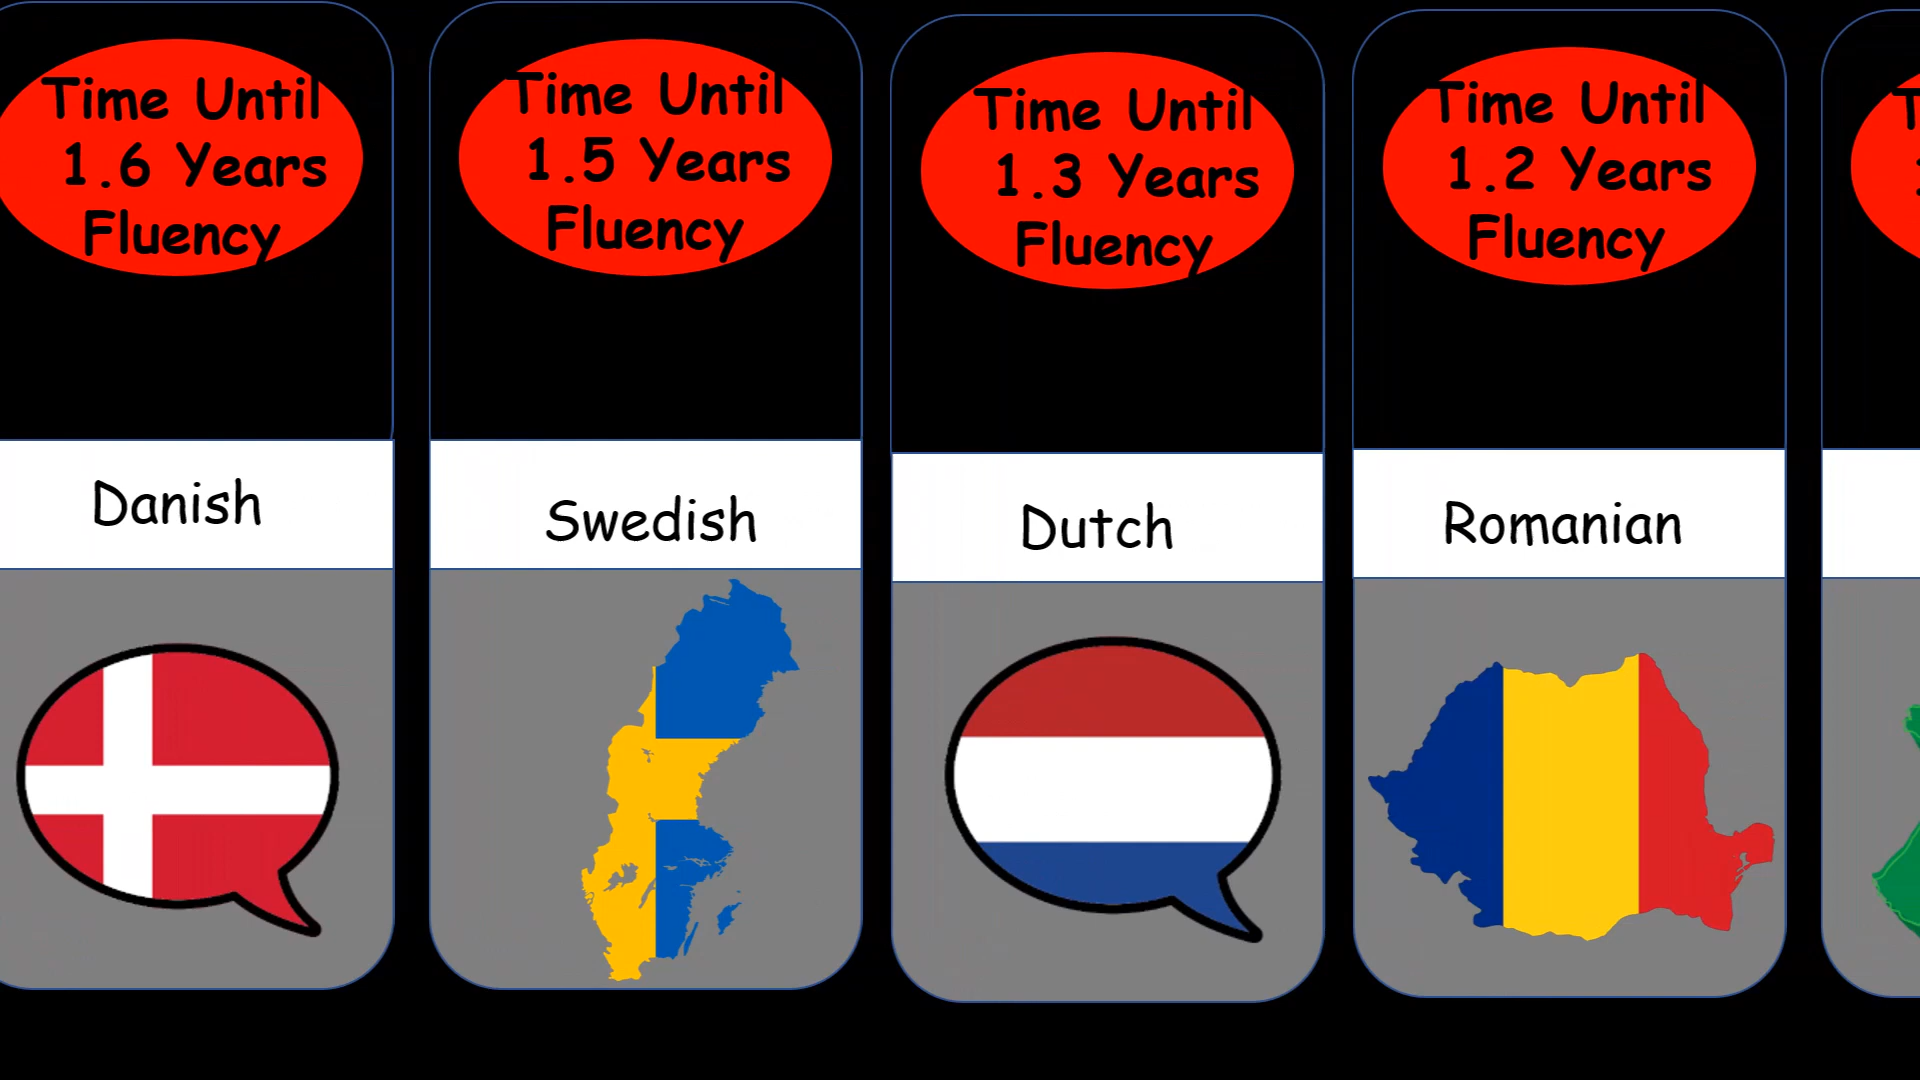 Time Until
1.6 Years
Fluency
Danish
Time Until
1.5 Years
Fluency
Swedish
Time Until
1.3 Years
Fluency
Dutch
Time Until
1.2 Years
Fluency
Romanian